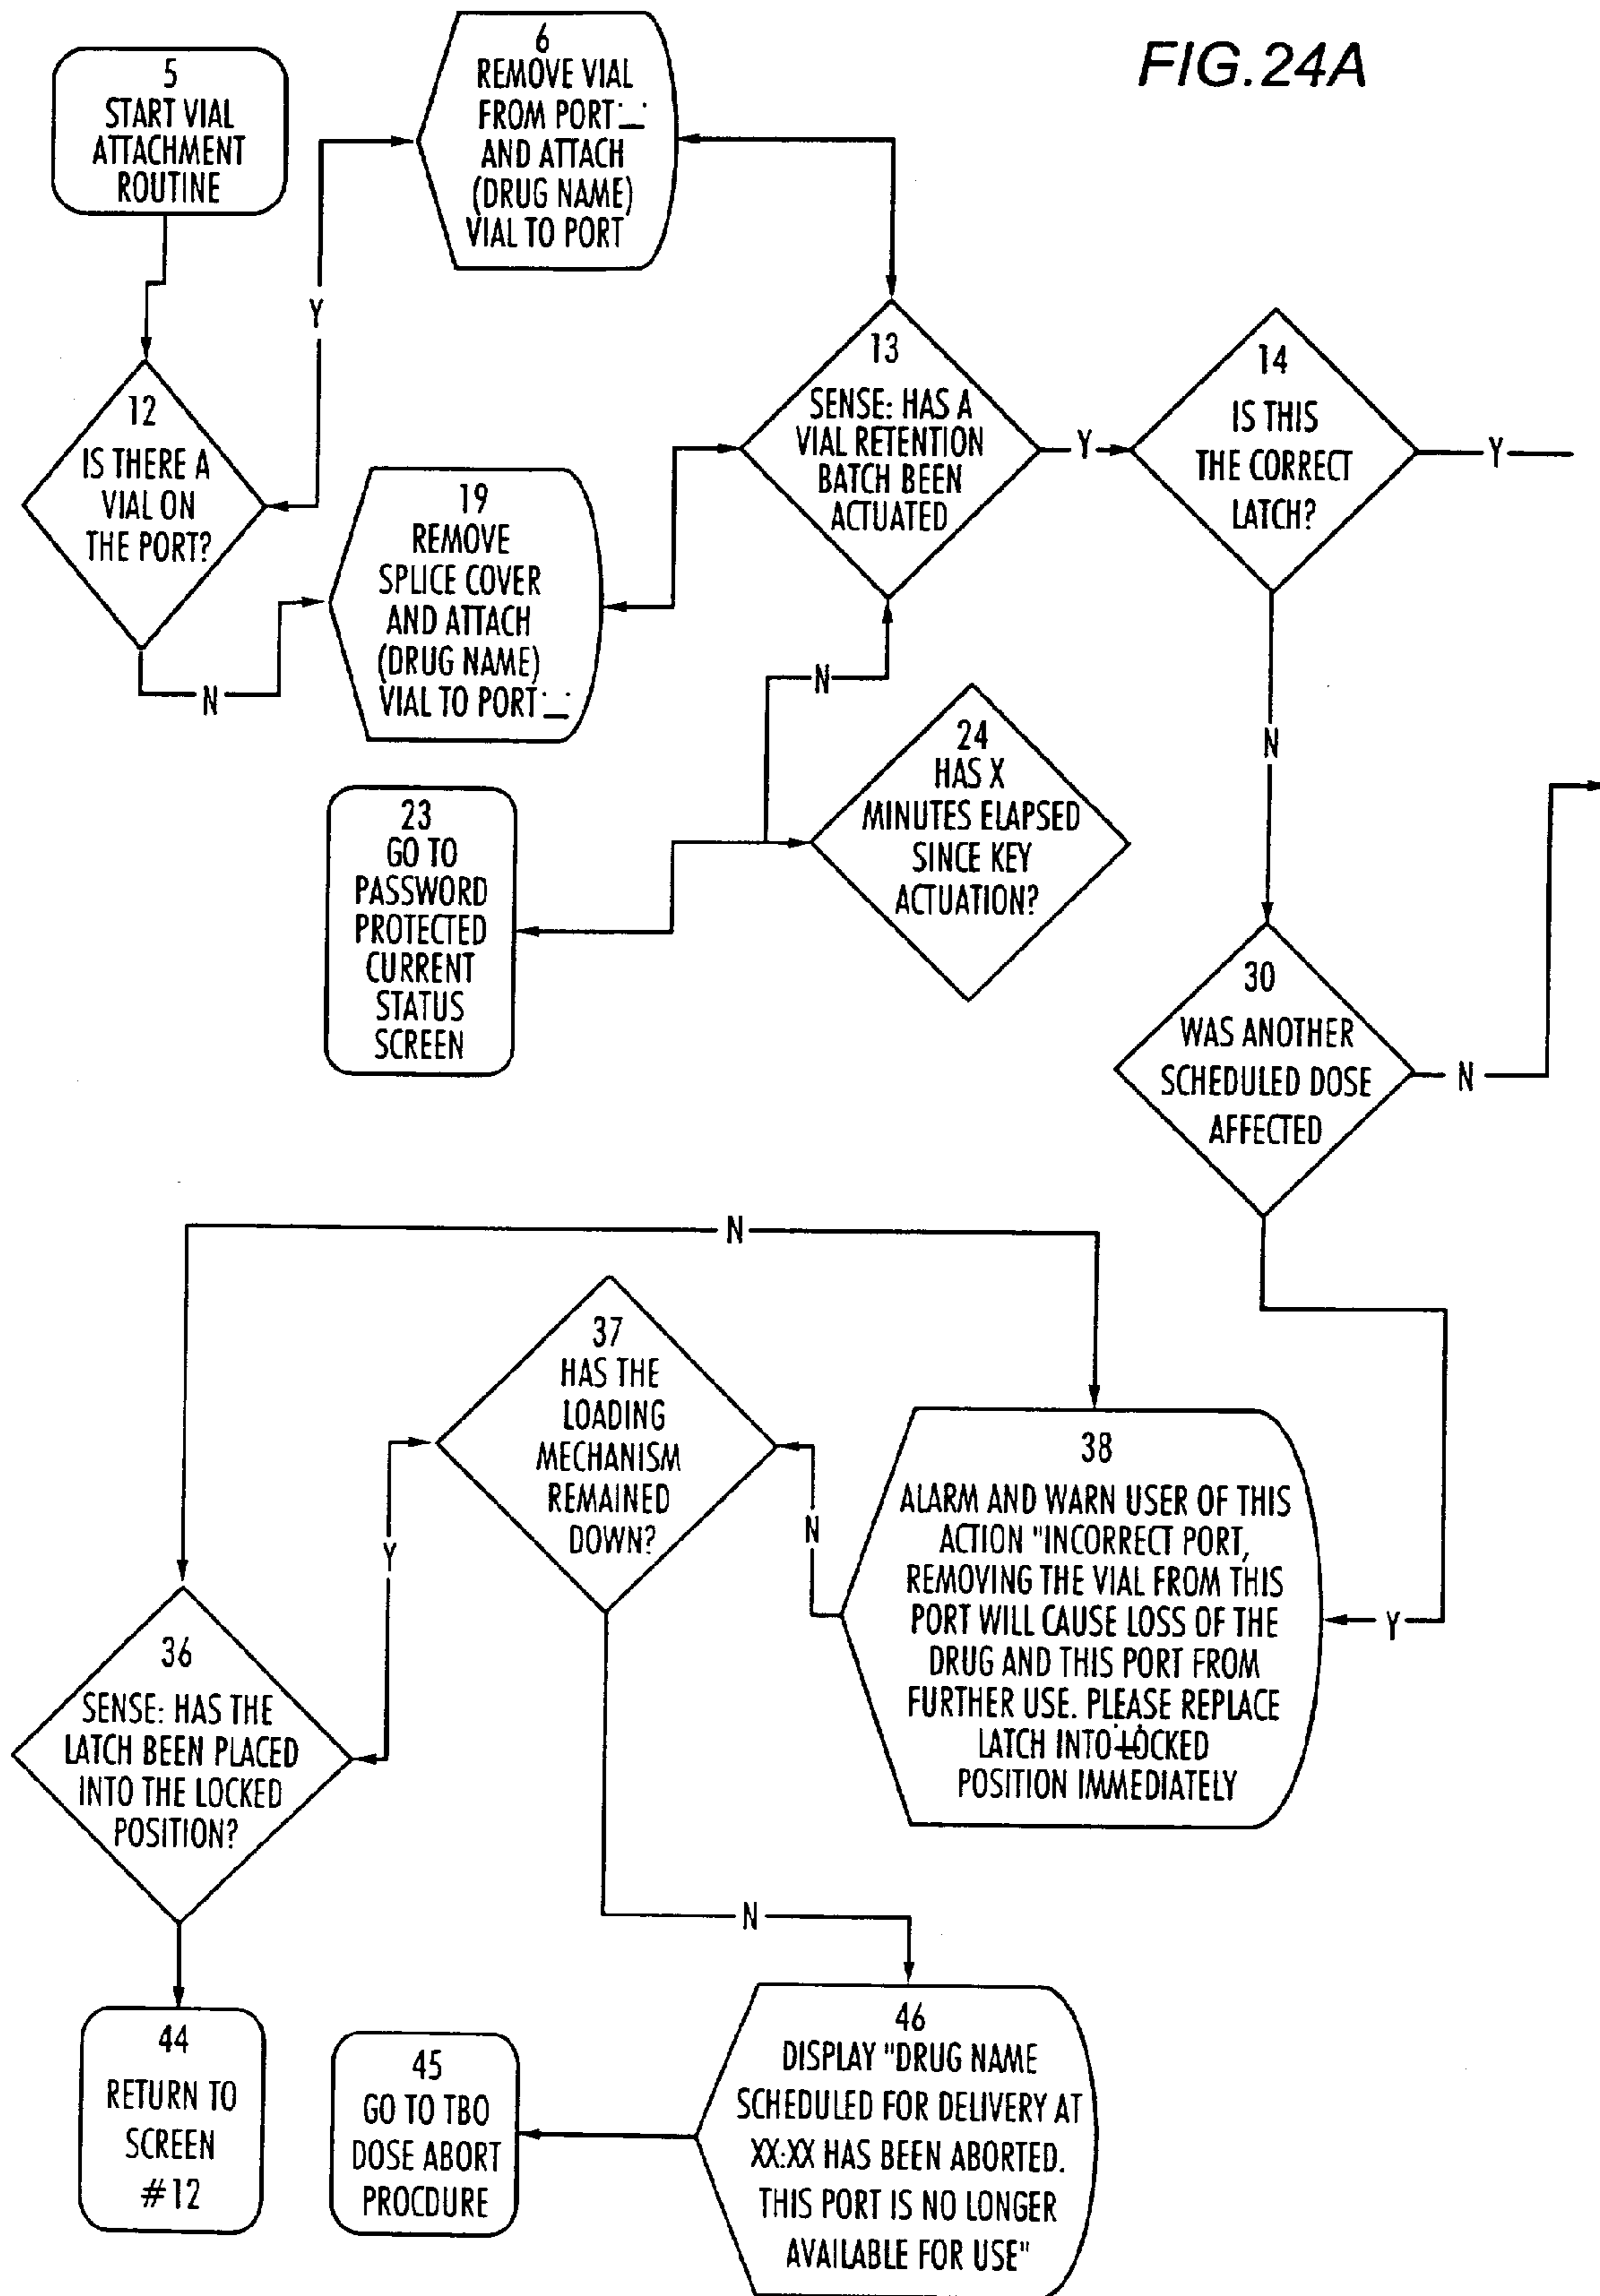 FIG.24A
5
START VIAL
ATTACHMENT
ROUTINE
6
REMOVE VIAL
FROM PORT _
AND ATTACH
(DRUG NAME)
VIAL TO PORT
Y
12
IS THERE A
VIAL ON
THE PORT?
N
19
REMOVE
SPLICE COVER
AND ATTACH
(DRUG NAME)
VIAL TO PORT _
13
SENSE: HAS A
VIAL RETENTION
BATCH BEEN
ACTUATED
Y
14
IS THIS
THE CORRECT
LATCH?
Y
N
N
23
GO TO
PASSWORD
PROTECTED
CURRENT
STATUS
SCREEN
24
HAS X
MINUTES ELAPSED
SINCE KEY
ACTUATION?
30
WAS ANOTHER
SCHEDULED DOSE
AFFECTED
N
N
37
HAS THE
LOADING
MECHANISM
REMAINED
DOWN?
Y
N
38
ALARM AND WARN USER OF THIS
ACTION "INCORRECT PORT,
REMOVING THE VIAL FROM THIS
PORT WILL CAUSE LOSS OF THE
DRUG AND THIS PORT FROM
FURTHER USE. PLEASE REPLACE
LATCH INTO LOCKED
POSITION IMMEDIATELY
Y
36
SENSE: HAS THE
LATCH BEEN PLACED
INTO THE LOCKED
POSITION?
N
44
RETURN TO
SCREEN
#12
45
GO TO TBO
DOSE ABORT
PROCDURE
46
DISPLAY "DRUG NAME
SCHEDULED FOR DELIVERY AT
XX:XX HAS BEEN ABORTED.
THIS PORT IS NO LONGER
AVAILABLE FOR USE"